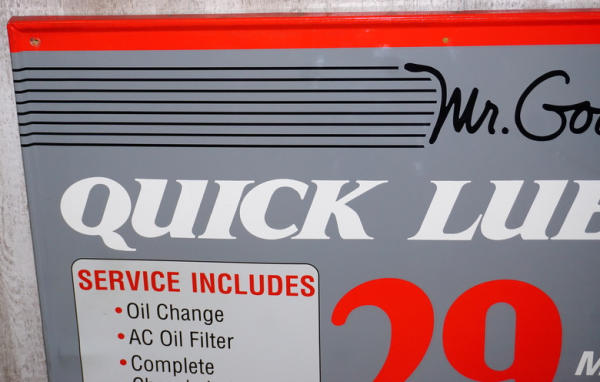 Mr. Goo
QUICK LUB
SERVICE INCLUDES
• Oil Change
• AC Oil Filter
• Complete
29